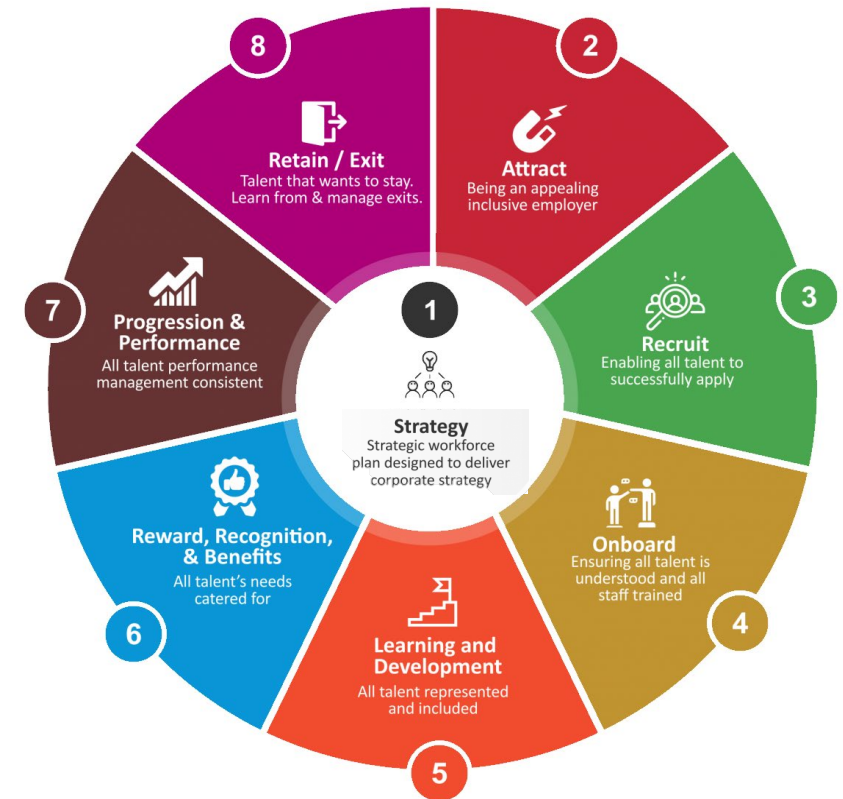 1
Strategy
Strategic workforce
plan designed to deliver
corporate strategy
2
Attract
Being an appealing
inclusive employer
3
Recruit
Enabling all talent to
successfully apply
4
Onboard
Ensuring all talent is
understood and all
staff trained
5
Learning and
Development
All talent represented
and included
6
Reward, Recognition,
& Benefits
All talent's needs
catered for
7
Progression &
Performance
All talent performance
management consistent
8
Retain / Exit
Talent that wants to stay.
Learn from & manage exits.